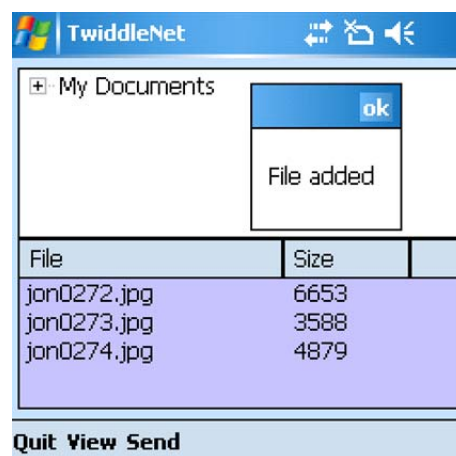 TwiddleNet
My Documents
ok
File added
File Size
jon0272.jpg 6653
jon0273.jpg 3588
jon0274.jpg 4879
Quit View Send